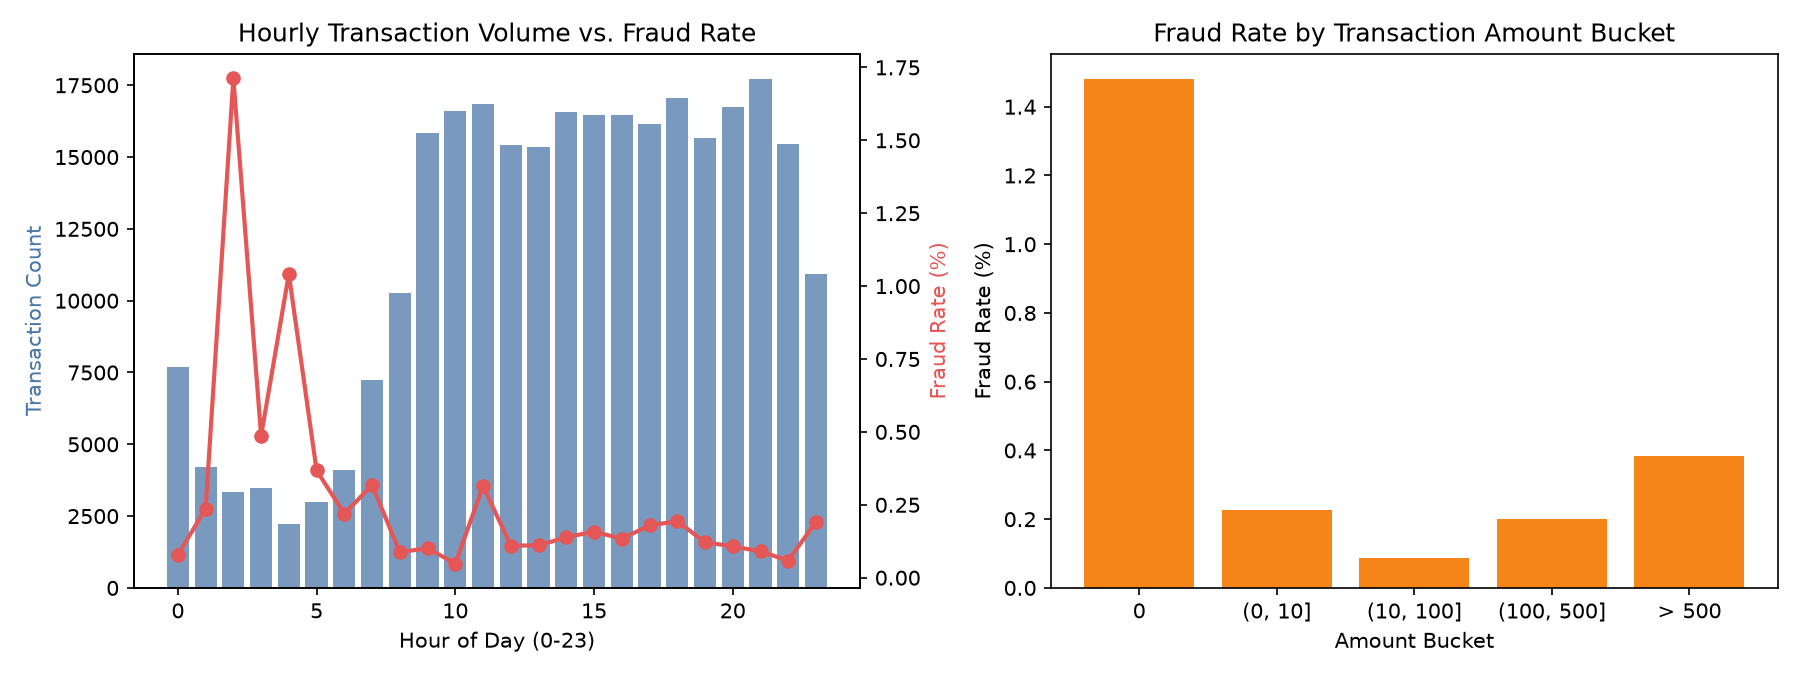 Hourly Transaction Volume vs. Fraud Rate
17500
15000
12500
10000
7500
5000
2500
0
Transaction Count
1.75
1.50
1.25
1.00
0.75
0.50
0.25
0.00
Fraud Rate (%)
0 5 10 15 20
Hour of Day (0-23)
Fraud Rate by Transaction Amount Bucket
1.4
1.2
1.0
0.8
0.6
0.4
0.2
0.0
Fraud Rate (%)
0 (0, 10] (10, 100] (100, 500] > 500
Amount Bucket